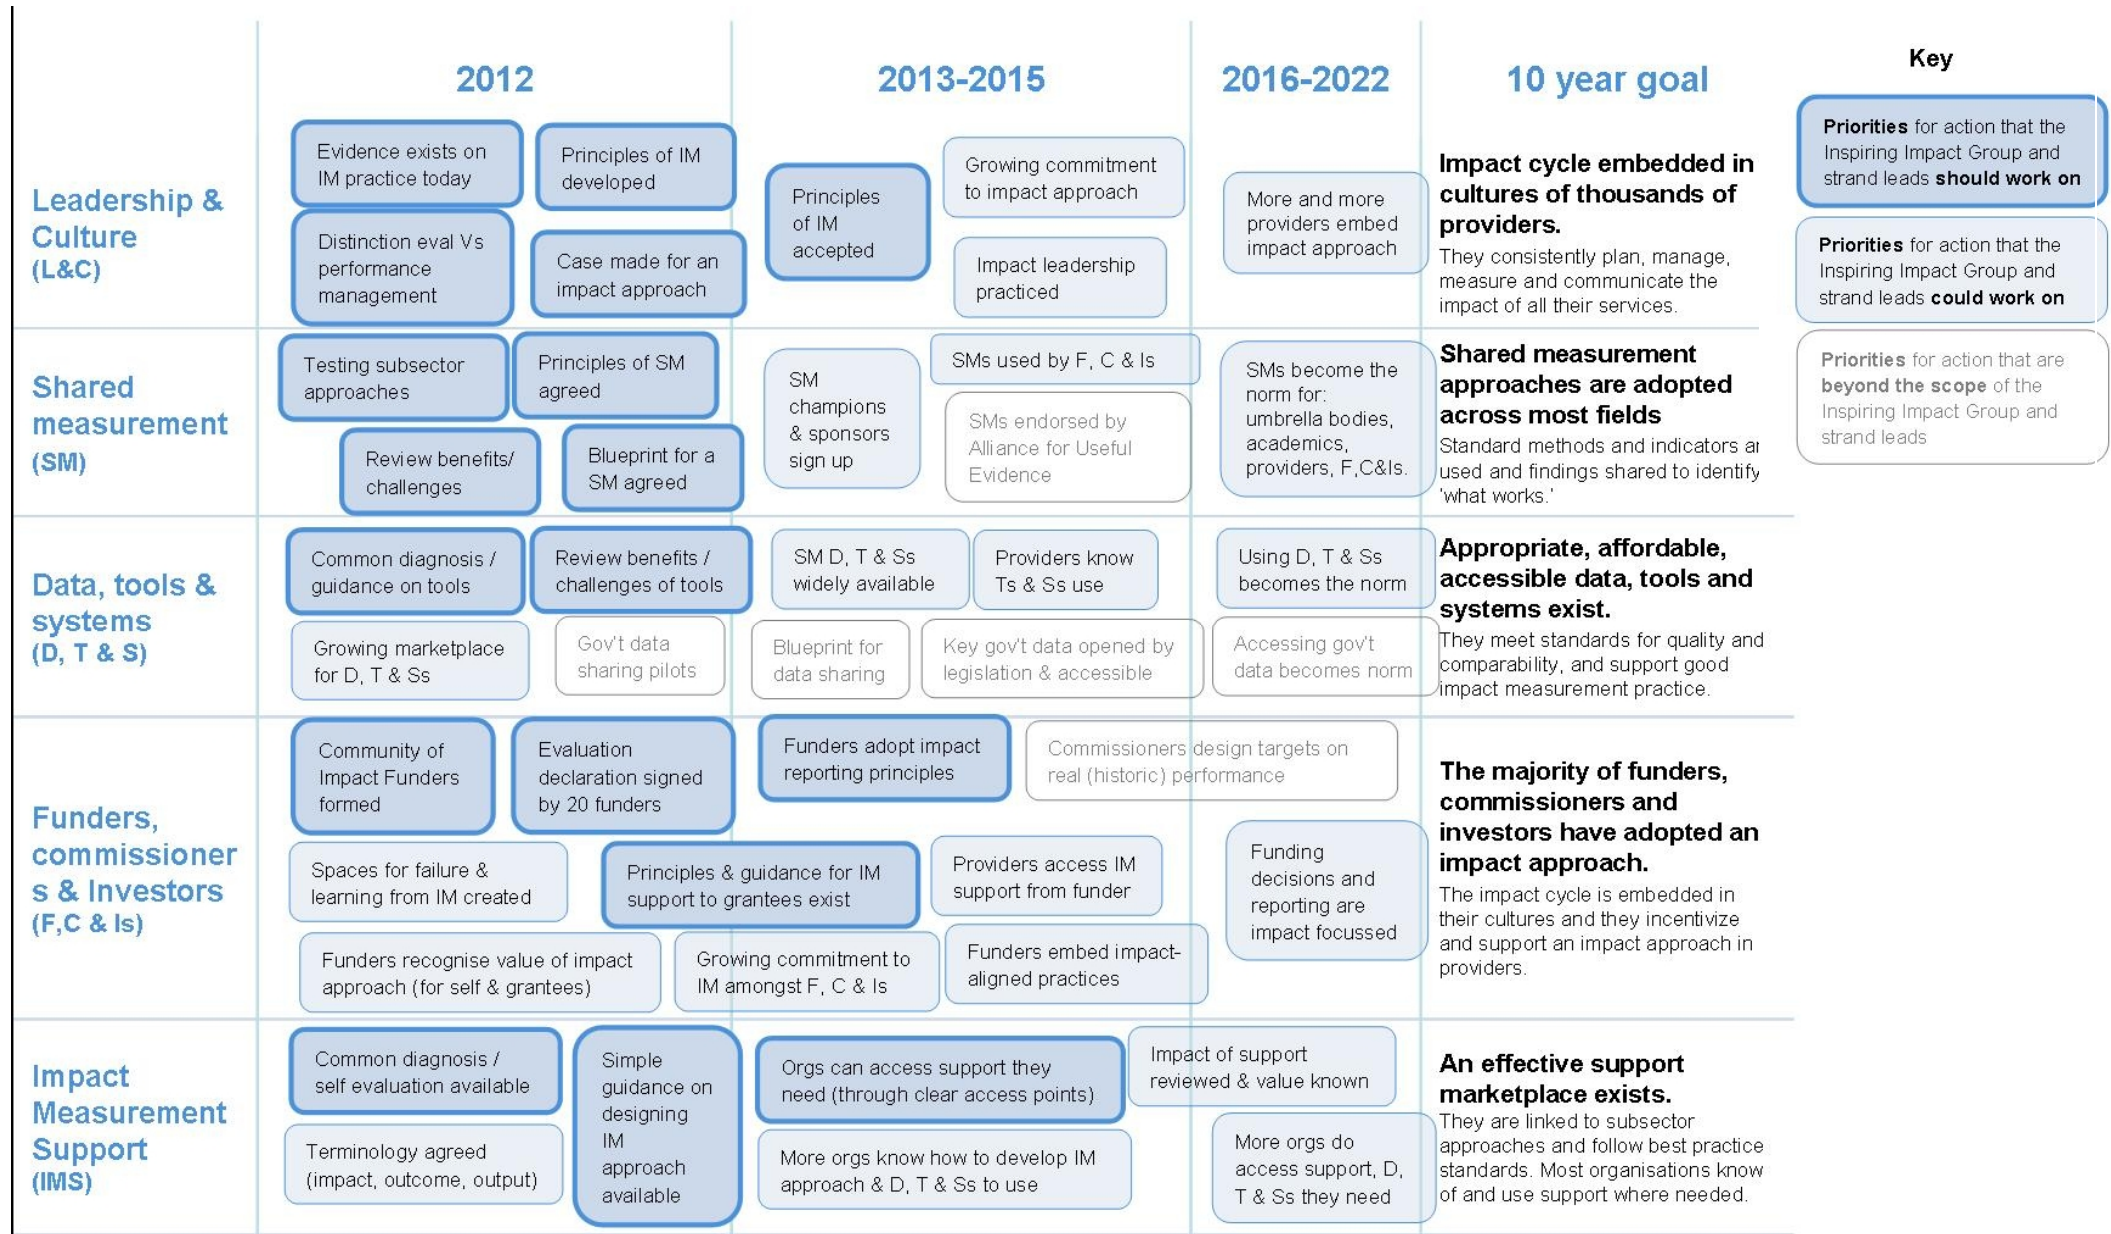 2012
2013-2015
2016-2022
10 year goal
Key
Priorities for action that the
Inspiring Impact Group and
strand leads should work on
Priorities for action that the
Inspiring Impact Group and
strand leads could work on
Priorities for action that are
beyond the scope of the
Inspiring Impact Group and
strand leads
Leadership &
Culture
(L&C)
Evidence exists on
IM practice today
Principles of IM
developed
Distinction eval Vs
performance
management
Case made for an
impact approach
Principles
of IM
accepted
Growing commitment
to impact approach
Impact leadership
practiced
More and more
providers embed
impact approach
Impact cycle embedded in
cultures of thousands of
providers.
They consistently plan, manage,
measure and communicate the
impact of all their services.
Shared
measurement
(SM)
Testing subsector
approaches
Principles of SM
agreed
Review benefits/
challenges
Blueprint for a
SM agreed
SM
champions
& sponsors
sign up
SMs used by F, C & Is
SMs endorsed by
Alliance for Useful
Evidence
SMs become the
norm for:
umbrella bodies,
academics,
providers, F,C&Is.
Shared measurement
approaches are adopted
across most fields
Standard methods and indicators ar
used and findings shared to identify
'what works.'
Data, tools &
systems
(D, T & S)
Common diagnosis /
guidance on tools
Review benefits /
challenges of tools
Growing marketplace
for D, T & Ss
Gov't data
sharing pilots
SM D, T & Ss
widely available
Providers know
Ts & Ss use
Blueprint for
data sharing
Key gov't data opened by
legislation & accessible
Using D, T & Ss
becomes the norm
Accessing gov't
data becomes norm
Appropriate, affordable,
accessible data, tools and
systems exist.
They meet standards for quality and
comparability, and support good
impact measurement practice.
Funders,
commissioner
s & Investors
(F,C & Is)
Community of
Impact Funders
formed
Evaluation
declaration signed
by 20 funders
Funders adopt impact
reporting principles
Commissioners design targets on
real (historic) performance
Spaces for failure &
learning from IM created
Principles & guidance for IM
support to grantees exist
Providers access IM
support from funder
Funders recognise value of impact
approach (for self & grantees)
Growing commitment to
IM amongst F, C & Is
Funders embed impact-
aligned practices
Funding
decisions and
reporting are
impact focussed
The majority of funders,
commissioners and
investors have adopted an
impact approach.
The impact cycle is embedded in
their cultures and they incentivize
and support an impact approach in
providers.
Impact
Measurement
Support
(IMS)
Common diagnosis /
self evaluation available
Terminology agreed
(impact, outcome, output)
Simple
guidance on
designing
IM
approach
available
Orgs can access support they
need (through clear access points)
More orgs know how to develop IM
approach & D, T & Ss to use
Impact of support
reviewed & value known
More orgs do
access support, D,
T & Ss they need
An effective support
marketplace exists.
They are linked to subsector
approaches and follow best practice
standards. Most organisations know
of and use support where needed.